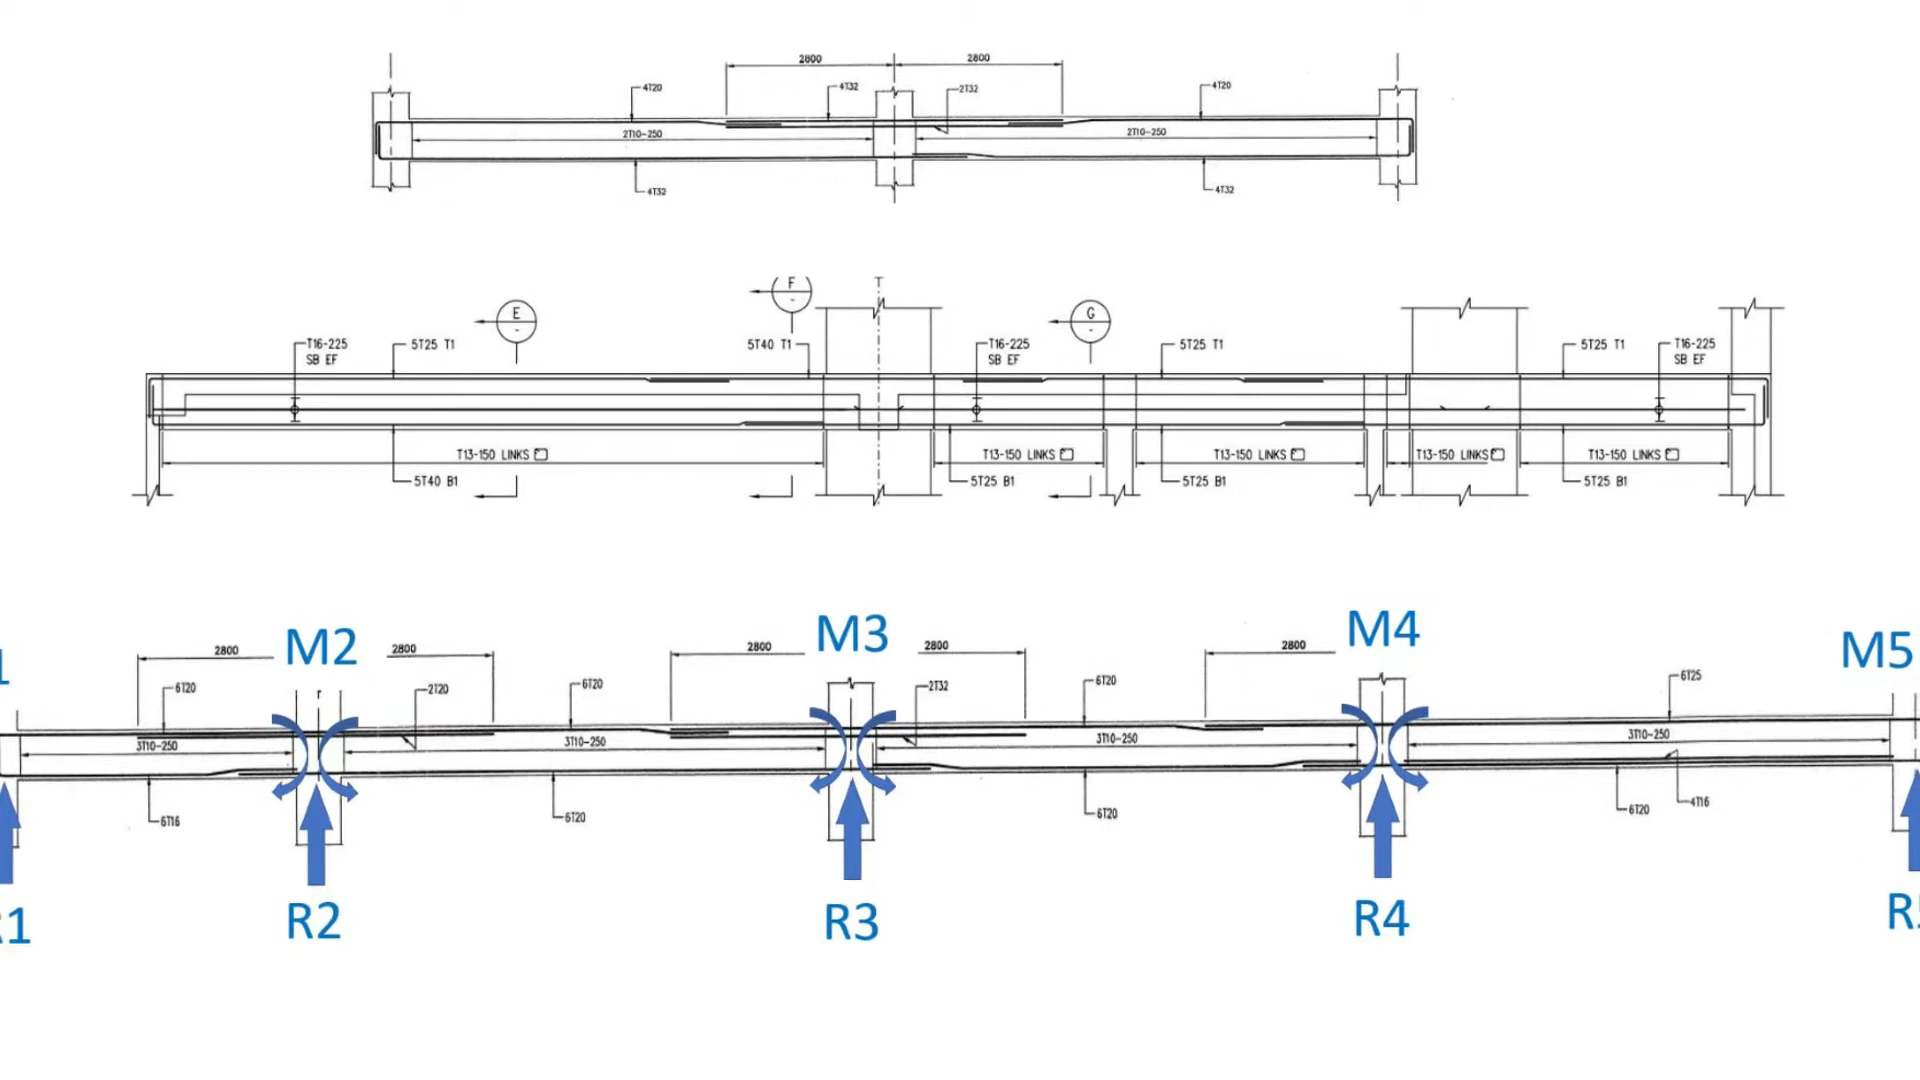 2800 2800
4T20 4T32 2T32 4T20
2T10-250 2T10-250
4T32 4T32
F
E G
T16-225 5T25 T1 5T40 T1 T16-225 5T25 T1 5T25 T1 T16-225
SB EF SB EF SB EF
T13-150 LINKS T13-150 LINKS T13-150 LINKS T13-150 LINKS T13-150 LINKS
5T40 B1 5T25 B1 5T25 B1 5T25 B1
M2 M3 M4 M5
2800 2800 2800 2800 2800
6T20 2T20 6T20 2T32 6T20 6T25
3T10-250 3T10-250 3T10-250 3T10-250
6T16 6T20 6T20 6T20 4T16
R2 R3 R4